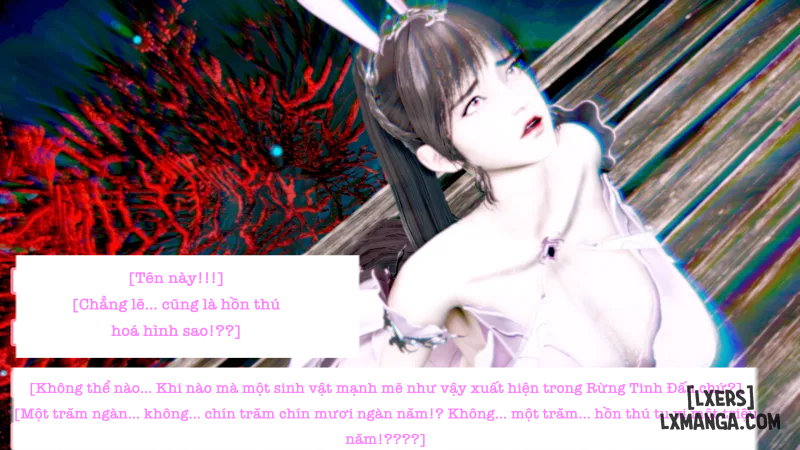 [Tên này!!!]
[Chẳng lẽ... cũng là hồn thú
hoá hình sao!??]
[Không thể nào... Khi nào mà một sinh vật mạnh mẽ như vậy xuất hiện trong Rừng Tinh Đấu chứ?]
[Một trăm ngàn... không... chín trăm chín mươi ngàn năm!? Không... một trăm... hồn thú
năm!????]
[LXERS]
LXMANGA.COM